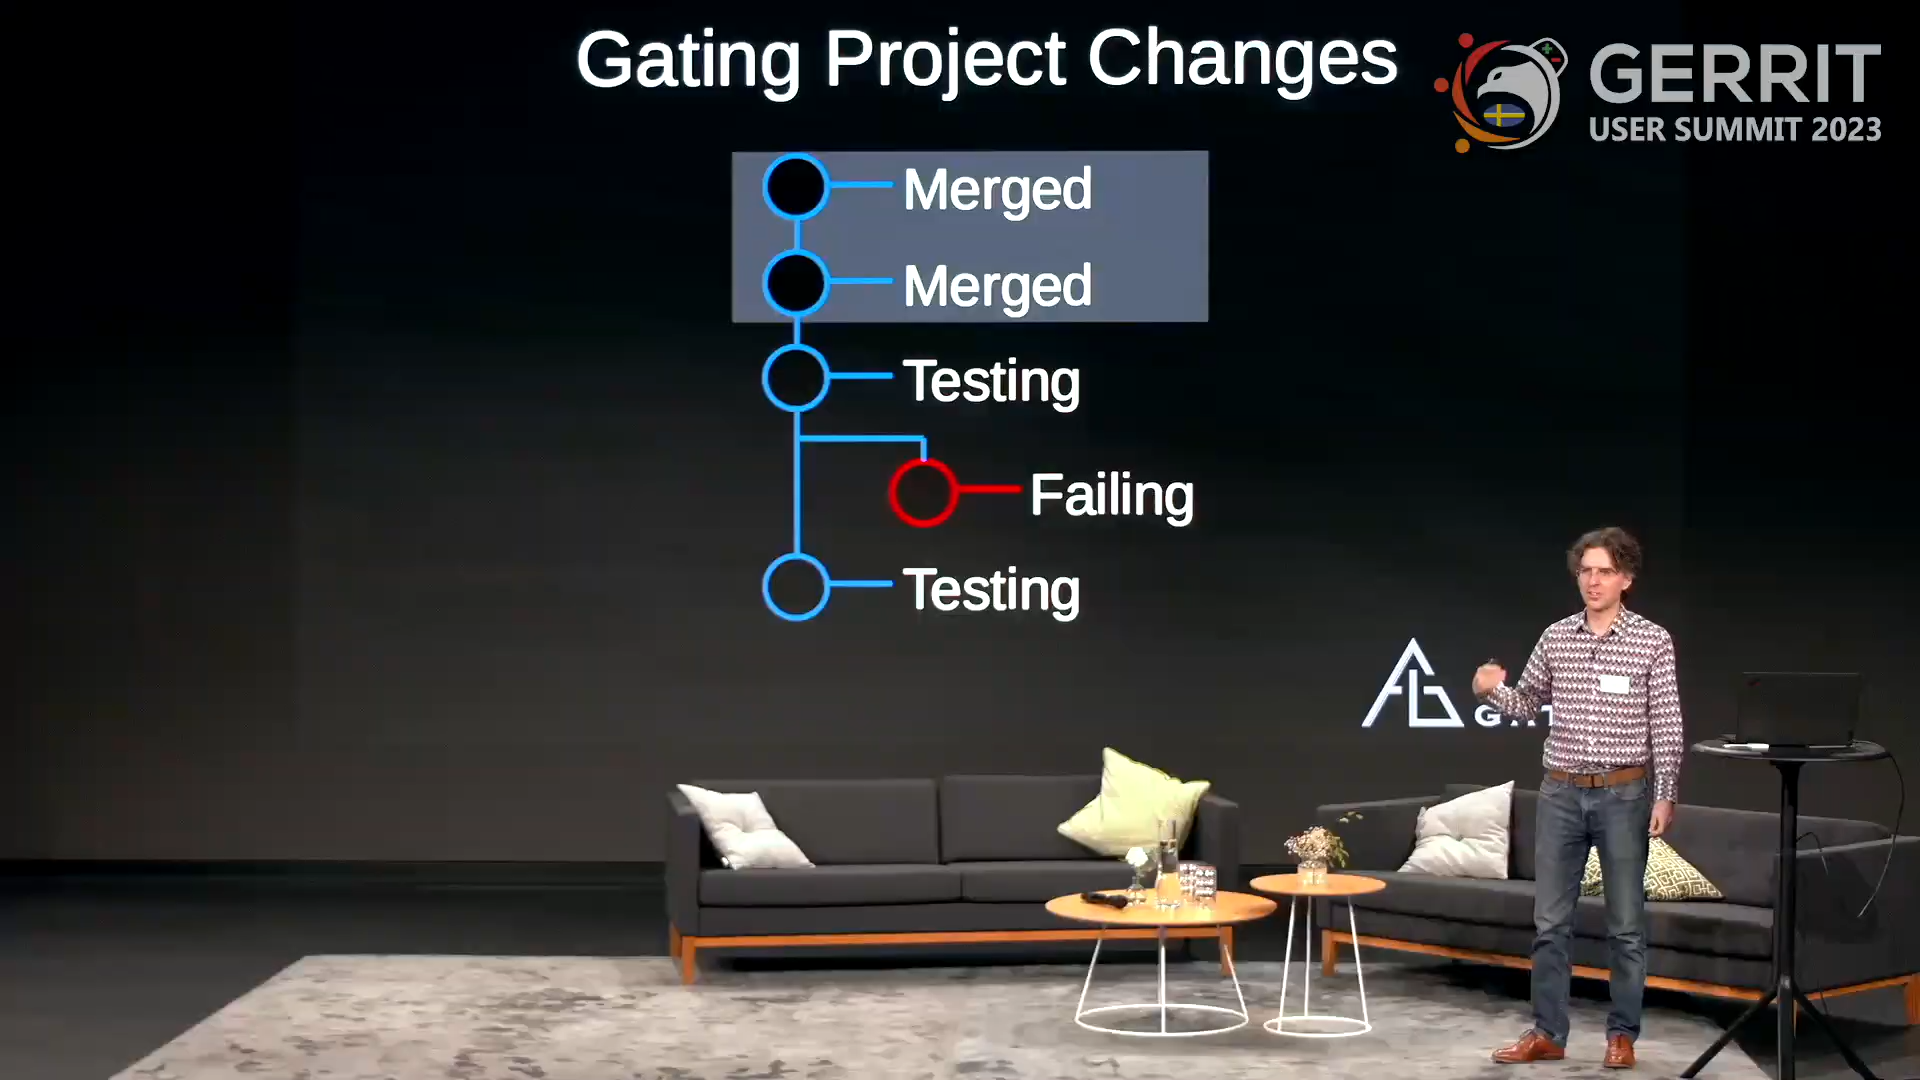 Gating Project Changes
GERRIT
USER SUMMIT 2023
Merged
Merged
Testing
Failing
Testing